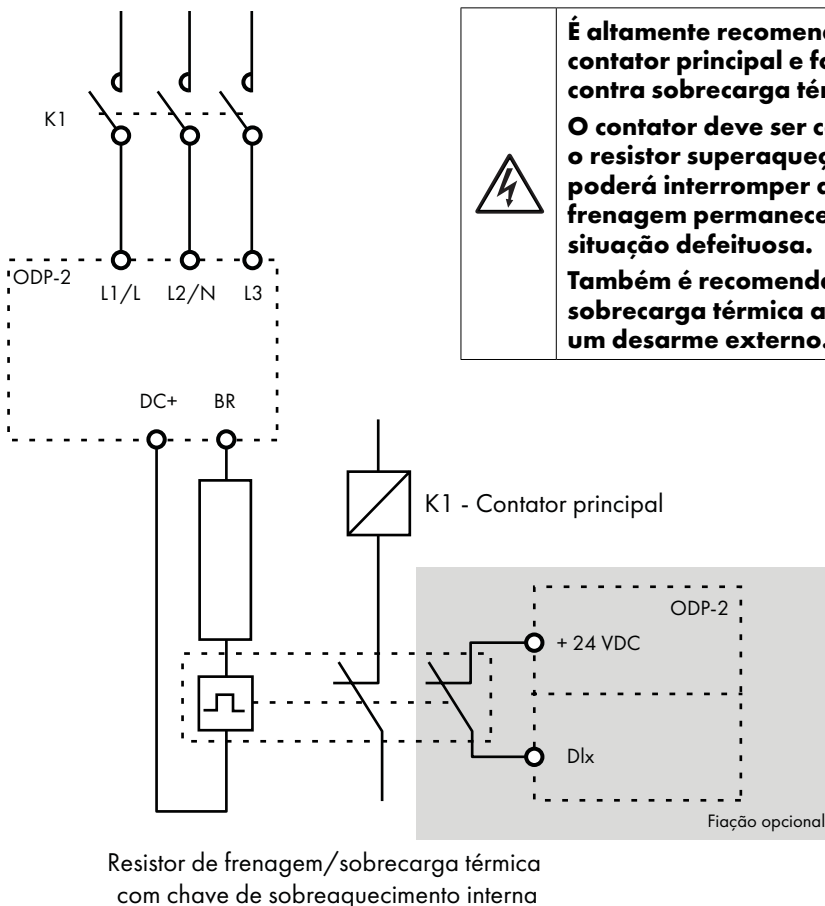 É altamente recomen
contator principal e f
contra sobrecarga tér
O contator deve ser c
o resistor superaqueç
poderá interromper
frenagem permanece
situação defeituosa.
Também é recomend
sobrecarga térmica a
um desarme externo.
K1
ODP-2
L1/L L2/N L3
DC+ BR
K1 - Contator principal
ODP-2
+ 24 VDC
DIx
Fiação opcional
Resistor de frenagem/sobrecarga térmica
com chave de sobreaquecimento interna